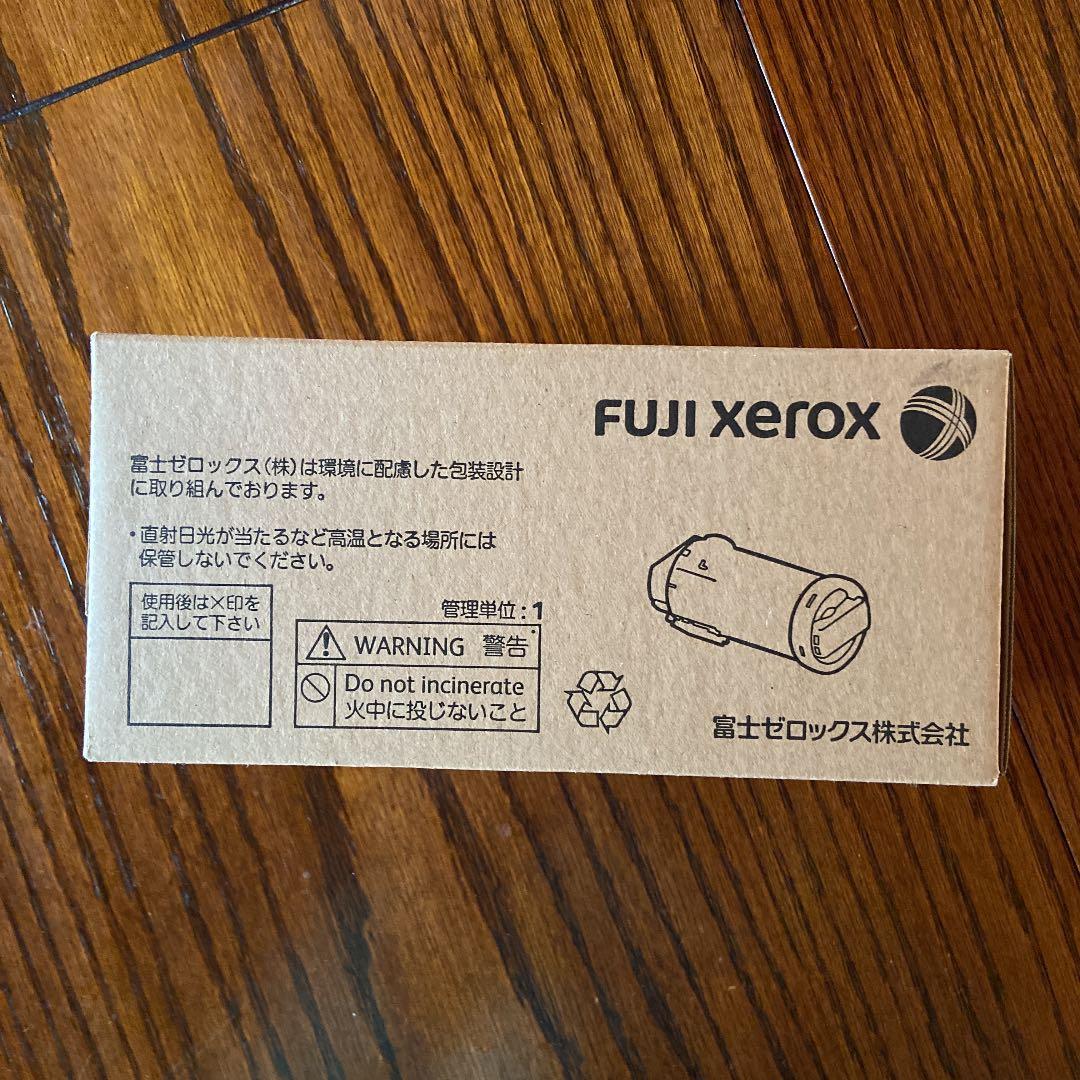 FUJI xerox
富士ゼロックス(株)は環境に配慮した包装設計
に取り組んでおります。
・直射日光が当たるなど高温となる場所には
保管しないでください。
使用後は×印を
記入して下さい
管理単位:1
WARNING 警告
Do not incinerate
火中に投じないこと
富士ゼロックス株式会社